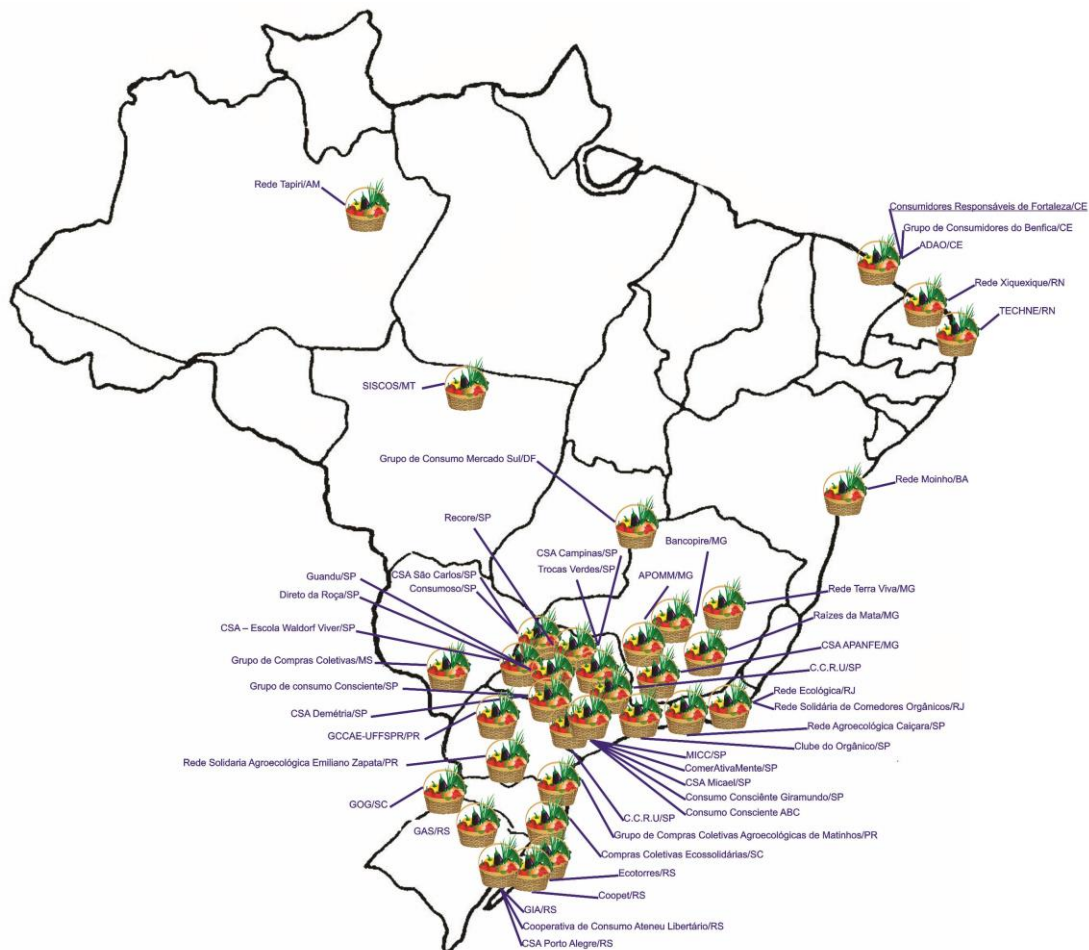 Rede Tapiri/AM
Consumidores Responsáveis de Fortaleza/CE
Grupo de Consumidores do Benfica/CE
ADAO/CE
Rede Xiquexique/RN
TECHNE/RN
SISCOS/MT
Grupo de Consumo Mercado Sul/DF
Rede Moinho/BA
Recore/SP
Bancopire/MG
CSA Campinas/SP
Trocas Verdes/SP
Guandu/SP
CSA São Carlos/SP
Consumoso/SP
APOMM/MG
Direto da Roça/SP
Rede Terra Viva/MG
Raízes da Mata/MG
CSA – Escola Waldorf Viver/SP
CSA APANFE/MG
Grupo de Compras Coletivas/MS
C.C.R.U/SP
Grupo de consumo Consciente/SP
Rede Ecológica/RJ
Rede Solidária de Comedores Orgânicos/RJ
CSA Demétria/SP
Rede Agroecológica Caiçara/SP
GCCAE-UFFSPR/PR
Clube do Orgânico/SP
MICC/SP
Rede Solidaria Agroecológica Emiliano Zapata/PR
ComerAtivaMente/SP
CSA Micael/SP
Consumo Consciênte Giramundo/SP
GOG/SC
Consumo Consciente ABC
C.C.R.U/SP
GAS/RS
Grupo de Compras Coletivas Agroecológicas de Matinhos/PR
Compras Coletivas Ecossolidárias/SC
Ecotorres/RS
Coopet/RS
GIA/RS
Cooperativa de Consumo Ateneu Libertário/RS
CSA Porto Alegre/RS